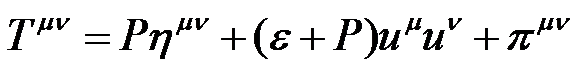 T^{μν} = Pη^{μν} + (ε + P)u^{μ}u^{ν} + π^{μν}